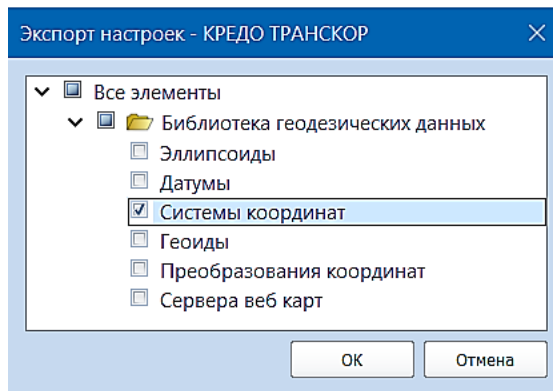 Экспорт настроек - КРЕДО ТРАНСКОР
Все элементы
Библиотека геодезических данных
Эллипсоиды
Датумы
Системы координат
Геоиды
Преобразования координат
Сервера веб карт
ОК Отмена